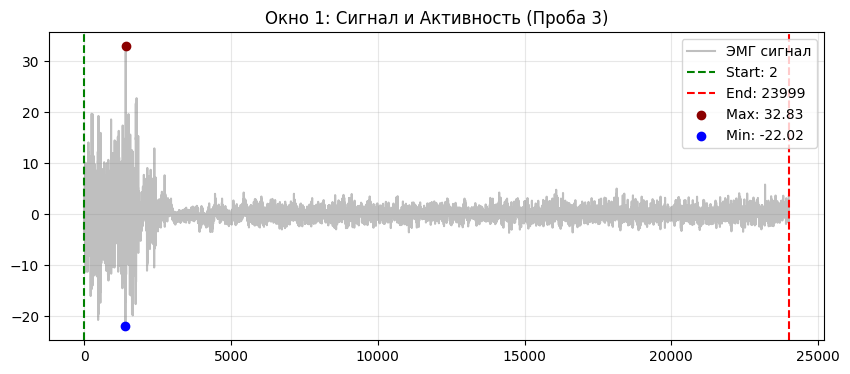 Окно 1: Сигнал и Активность (Проба 3)
ЭМГ сигнал
Start: 2
End: 23999
Max: 32.83
Min: -22.02
30
20
10
0
−10
−20
0 5000 10000 15000 20000 25000